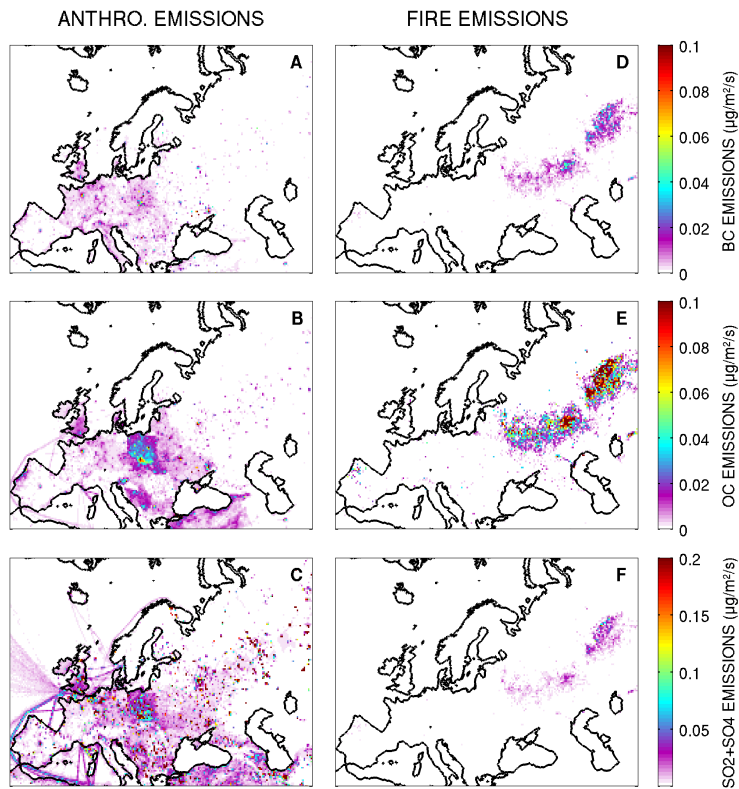 ANTHRO. EMISSIONS
FIRE EMISSIONS
A
D
0.1
0.08
0.06
0.04
0.02
0
BC EMISSIONS (µg/m²/s)
B
E
0.1
0.08
0.06
0.04
0.02
0
OC EMISSIONS (µg/m²/s)
C
F
0.2
0.15
0.1
0.05
SO2+SO4 EMISSIONS (µg/m²/s)